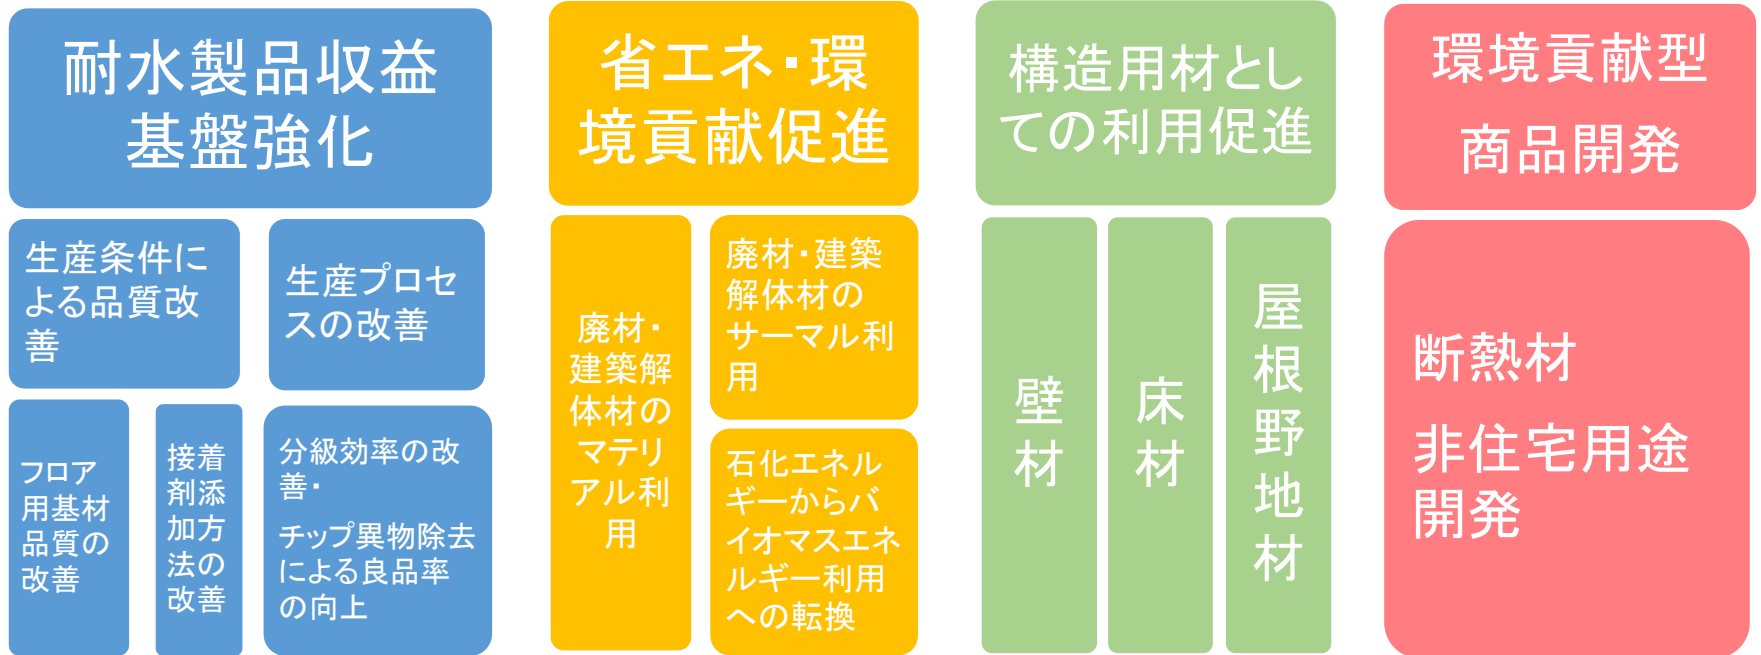 耐水製品収益
基盤強化
生産条件に
よる品質改
善
生産プロセ
スの改善
フロア
用基材
品質の
改善
接着
剤添
加方
法の
改善
分級効率の改
善・
チップ異物除去
による良品率
の向上
省エネ・環
境貢献促進
廃材・
建築解
体材の
マテリ
アル利
用
廃材・建築
解体材の
サーマル利
用
石化エネル
ギーからバ
イオマスエネ
ルギー利用
への転換
構造用材とし
ての利用促進
壁
材
床
材
屋
根
野
地
材
環境貢献型
商品開発
断熱材
非住宅用途
開発